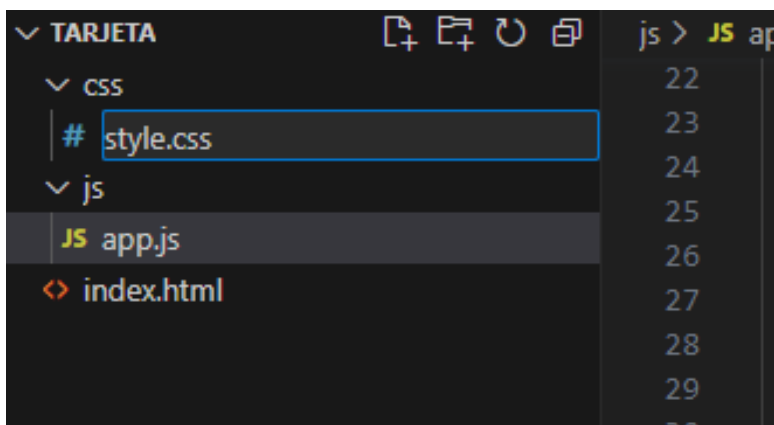 TARJETA
css
# style.css
js
JS app.js
<> index.html
js > JS ap
22
23
24
25
26
27
28
29